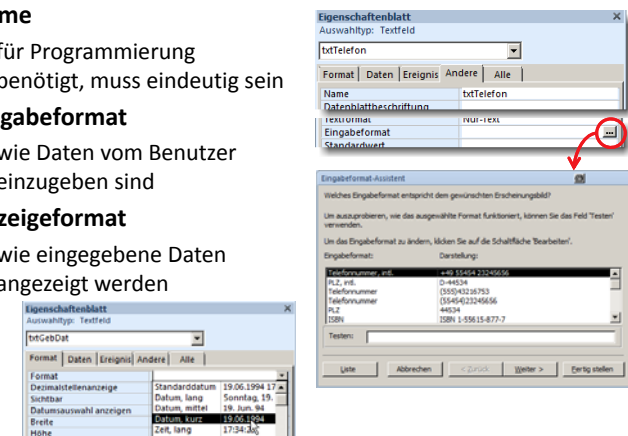 me
für Programmierung
benötigt, muss eindeutig sein
gabeformat
wie Daten vom Benutzer
einzugeben sind
zeigeformat
wie eingegebene Daten
angezeigt werden
Eigenschaftenblatt
Auswahltyp: Textfeld
txtGebDat
Format Daten Ereignis Andere Alle
Format
Dezimalstellenanzeige
Sichtbar
Datumsauswahl anzeigen
Breite
Höhe
Standarddatum 19.06.1994 17
Datum, lang Sonntag, 19.
Datum, mittel 19. Jun. 94
Datum, kurz 19.06.1994
Zeit, lang 17:34:
Eigenschaftenblatt
Auswahltyp: Textfeld
txtTelefon
Format Daten Ereignis Andere Alle
Name txtTelefon
Datenblattbeschriftung
Textformat Nur-Text
Eingabeformat ...
Standardwert
Eingabeformat-Assistent
Welches Eingabeformat entspricht dem gewünschten Erscheinungsbild?
Um auszuprobieren, wie das ausgewählte Format funktioniert, können Sie das Feld 'Testen'
verwenden.
Um das Eingabeformat zu ändern, klicken Sie auf die Schaltfläche 'Bearbeiten'.
Eingabeformat: Darstellung:
Telefonnummer, intl. +49 55454 23245656
PLZ, intl. D-44534
Telefonnummer (555)43216753
Telefonnummer (55454)23245656
PLZ 44534
ISBN ISBN 1-55615-877-7
Testen:
Liste Abbrechen < Zurück Weiter > Fertig stellen